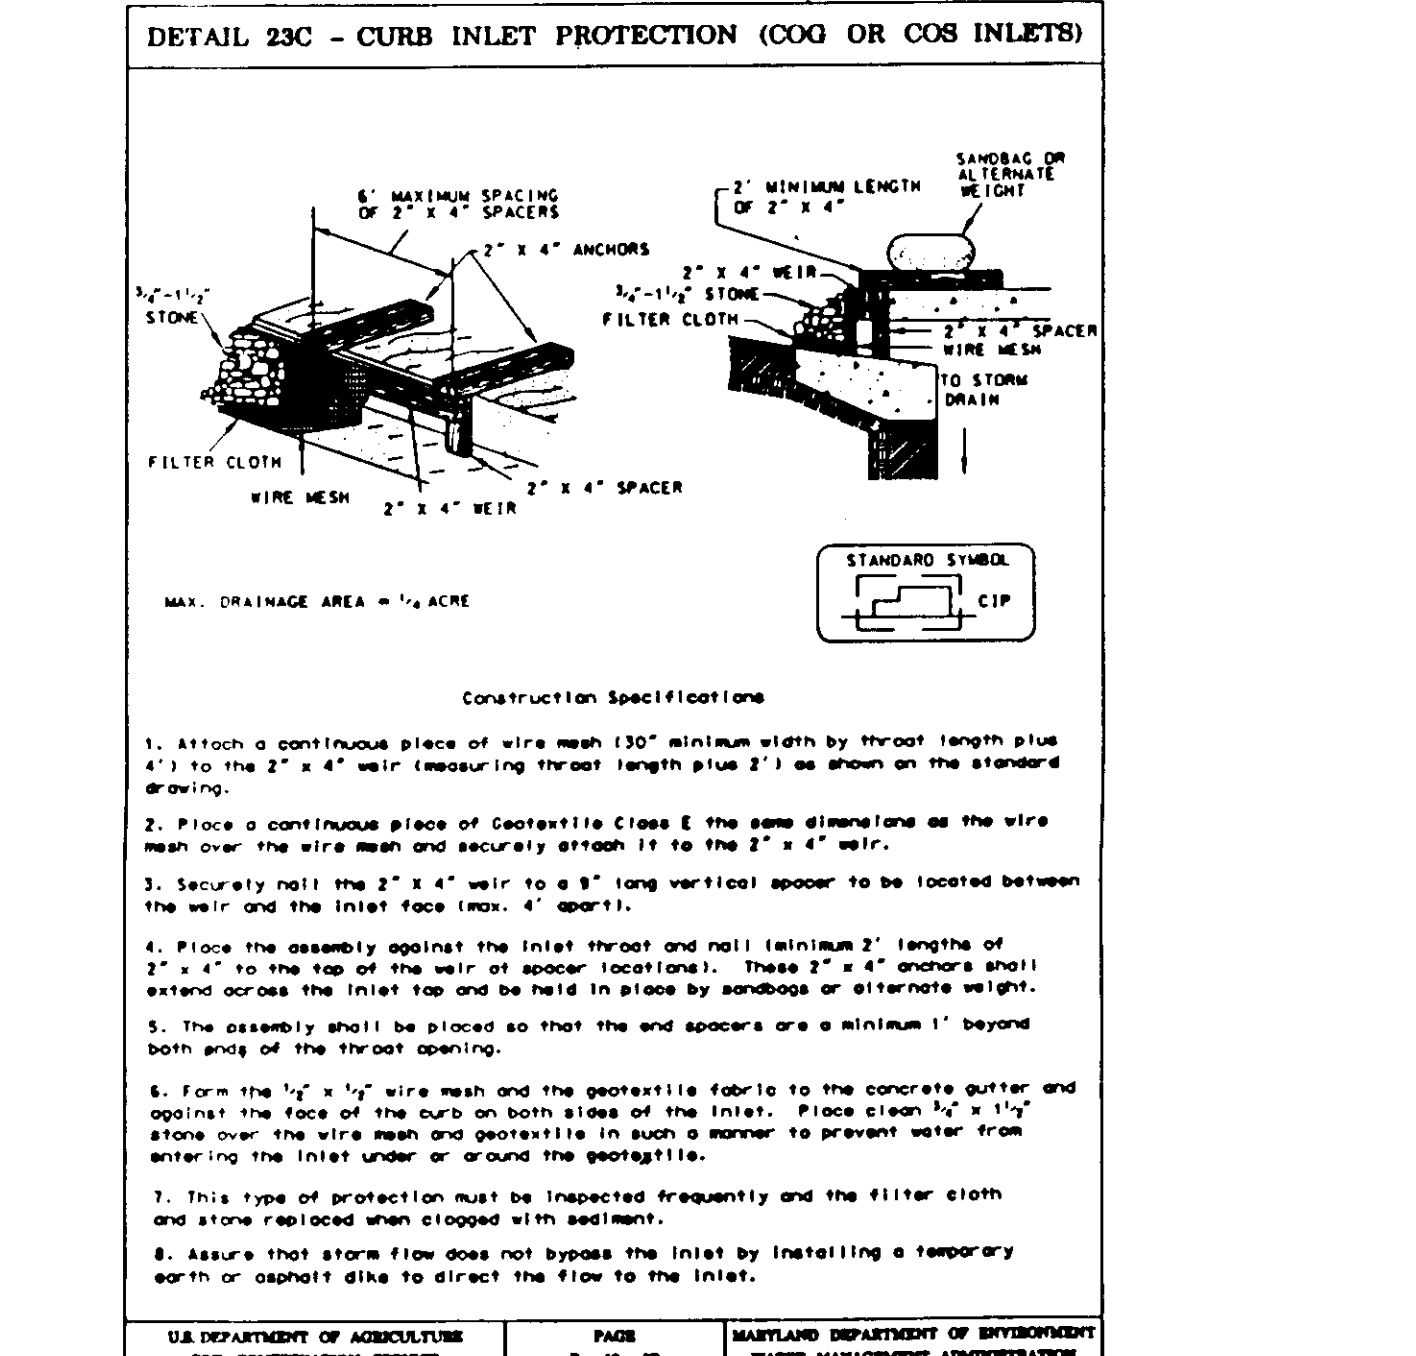 DETAIL 23C - CURB INLET PROTECTION (COG OR COS INLETS)
6' MAXIMUM SPACING
OF 2" X 4" SPACERS
2" X 4" ANCHORS
3/4"-1 1/2"
STONE
FILTER CLOTH
WIRE MESH
2" X 4" WEIR
2" X 4" SPACER
SANDBAG OR
ALTERNATE
WEIGHT
2' MINIMUM LENGTH
OF 2" X 4"
2" X 4" WEIR
3/4"-1 1/2" STONE
FILTER CLOTH
2" X 4" SPACER
WIRE MESH
TO STORM
DRAIN
MAX. DRAINAGE AREA = 1/4 ACRE
STANDARD SYMBOL
CIP
Construction Specifications
1. Attach a continuous piece of wire mesh (30" minimum width by throat length plus
4') to the 2" x 4" weir (measuring throat length plus 2') as shown on the standard
drawing.
2. Place a continuous piece of Geotextile Class E the same dimensions as the wire
mesh over the wire mesh and securely attach it to the 2" x 4" weir.
3. Securely nail the 2" X 4" weir to a 9" long vertical spacer to be located between
the weir and the inlet face (max. 4' apart).
4. Place the assembly against the inlet throat and nail (minimum 2' lengths of
2" x 4" to the top of the weir at spacer locations). These 2" x 4" anchors shall
extend across the inlet top and be held in place by sandbags or alternate weight.
5. The assembly shall be placed so that the end spacers are a minimum 1' beyond
both ends of the throat opening.
6. Form the 1/2" x 1/2" wire mesh and the geotextile fabric to the concrete gutter and
against the face of the curb on both sides of the inlet. Place clean 3/4" x 1 1/2"
stone over the wire mesh and geotextile in such a manner to prevent water from
entering the inlet under or around the geotextile.
7. This type of protection must be inspected frequently and the filter cloth
and stone replaced when clogged with sediment.
8. Assure that storm flow does not bypass the inlet by installing a temporary
earth or asphalt dike to direct the flow to the inlet.
U.S. DEPARTMENT OF AGRICULTURE
PAGE
MARYLAND DEPARTMENT OF ENVIRONMENT